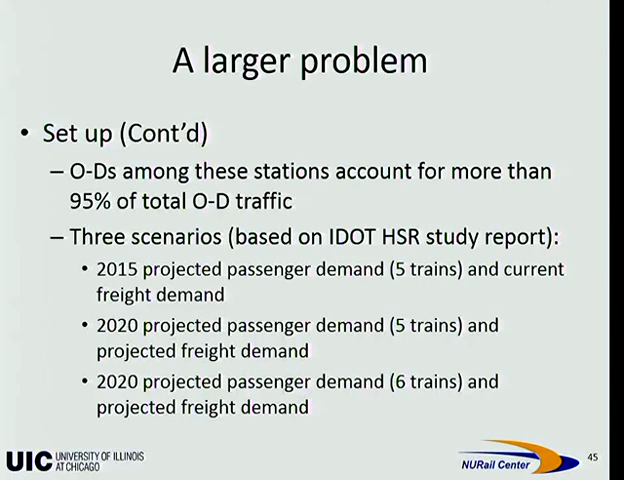 A larger problem
• Set up (Cont'd)
– O-Ds among these stations account for more than
95% of total O-D traffic
– Three scenarios (based on IDOT HSR study report):
• 2015 projected passenger demand (5 trains) and current
freight demand
• 2020 projected passenger demand (5 trains) and
projected freight demand
• 2020 projected passenger demand (6 trains) and
projected freight demand
UIC UNIVERSITY OF ILLINOIS
AT CHICAGO
NURail Center
45